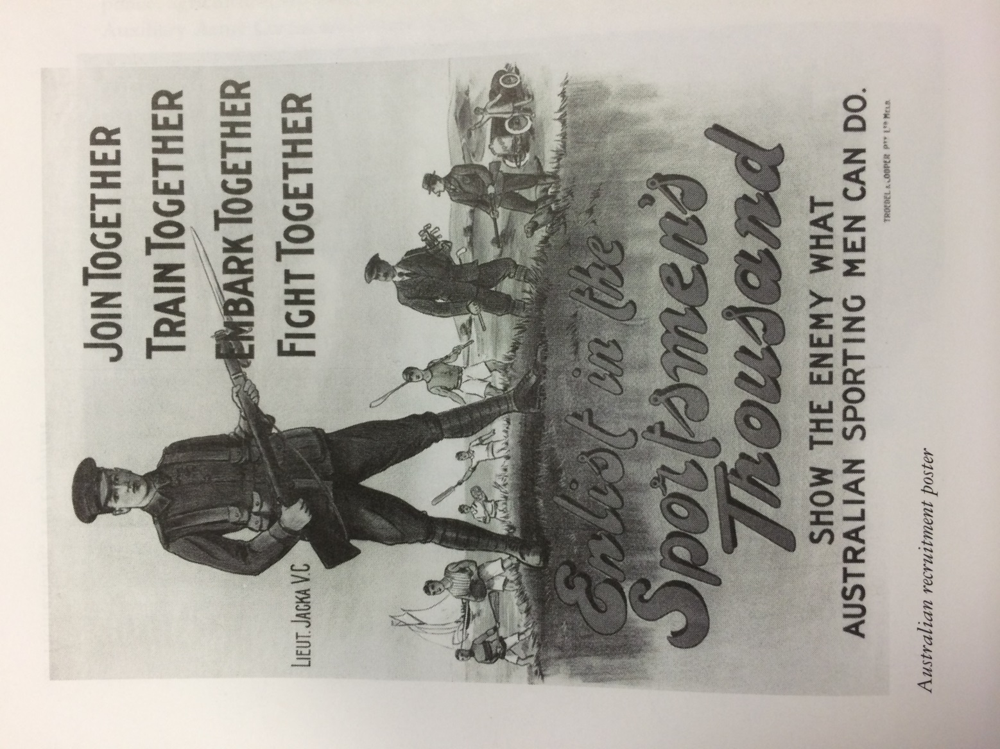 JOIN TOGETHER
TRAIN TOGETHER
EMBARK TOGETHER
FIGHT TOGETHER
LIEUT. JACKA V C
Enlist in the
Sportsmen's
Thousand
SHOW THE ENEMY WHAT
AUSTRALIAN SPORTING MEN CAN DO.
TROEDEL & COOPER PTY LTD MELB.
Australian recruitment poster